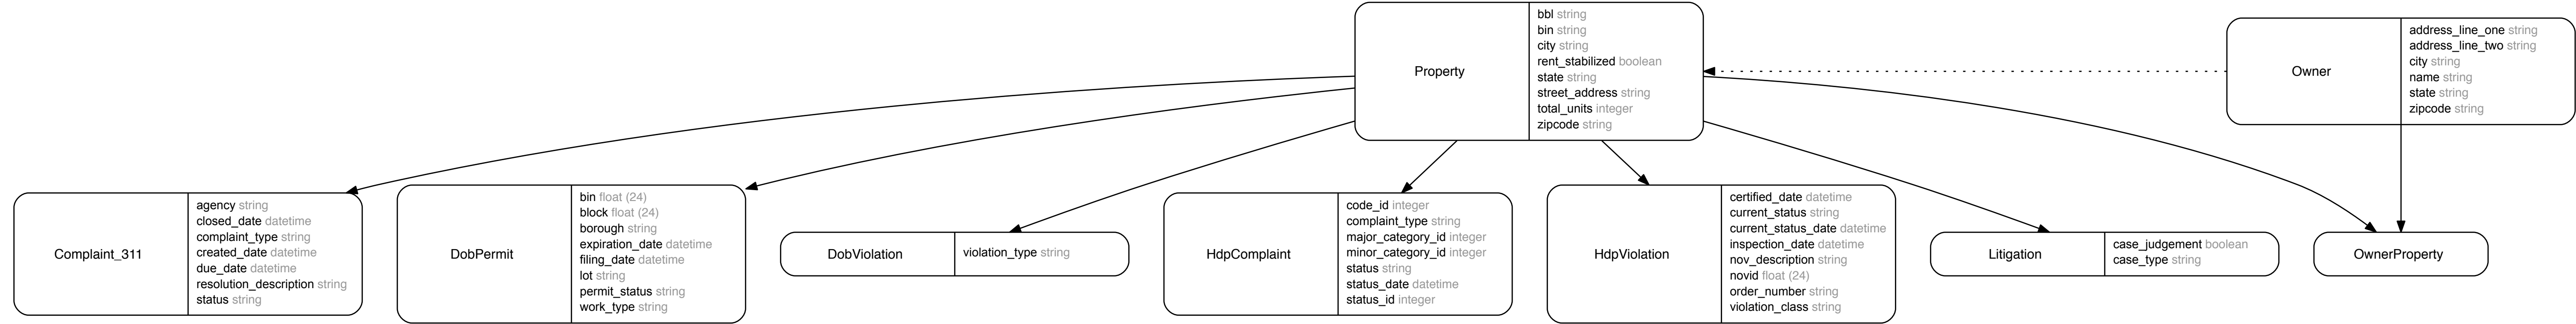 Property
bbl string
bin string
city string
rent_stabilized boolean
state string
street_address string
total_units integer
zipcode string
Owner
address_line_one string
address_line_two string
city string
name string
state string
zipcode string
Complaint_311
agency string
closed_date datetime
complaint_type string
created_date datetime
due_date datetime
resolution_description string
status string
DobPermit
bin float (24)
block float (24)
borough string
expiration_date datetime
filing_date datetime
lot string
permit_status string
work_type string
DobViolation
violation_type string
HdpComplaint
code_id integer
complaint_type string
major_category_id integer
minor_category_id integer
status string
status_date datetime
status_id integer
HdpViolation
certified_date datetime
current_status string
current_status_date datetime
inspection_date datetime
nov_description string
novid float (24)
order_number string
violation_class string
Litigation
case_judgement boolean
case_type string
OwnerProperty